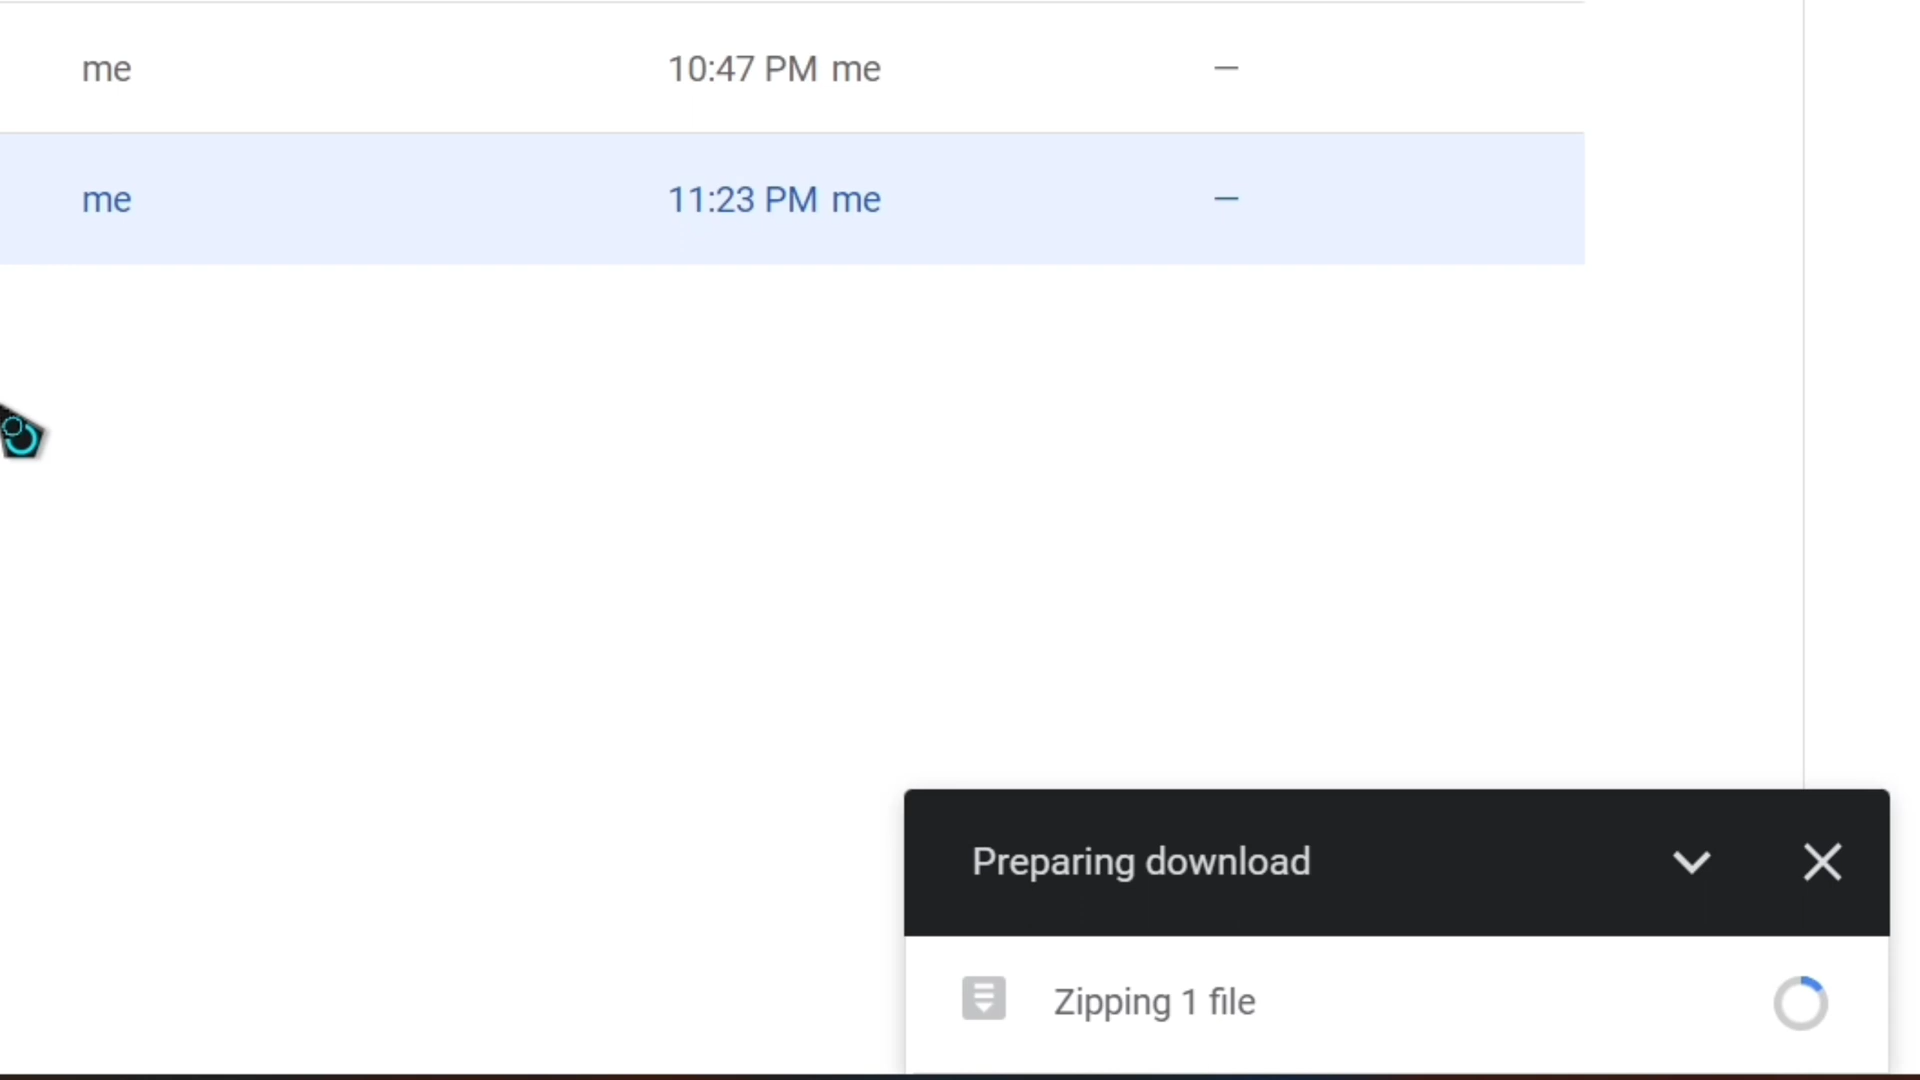 me 10:47 PM me —
me 11:23 PM me —
Preparing download
Zipping 1 file